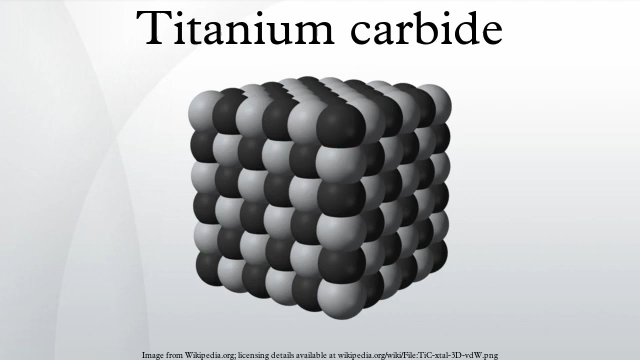 Titanium carbide
Image from Wikipedia.org; licensing details available at wikipedia.org/wiki/File:TiC-xtal-3D-vdW.png